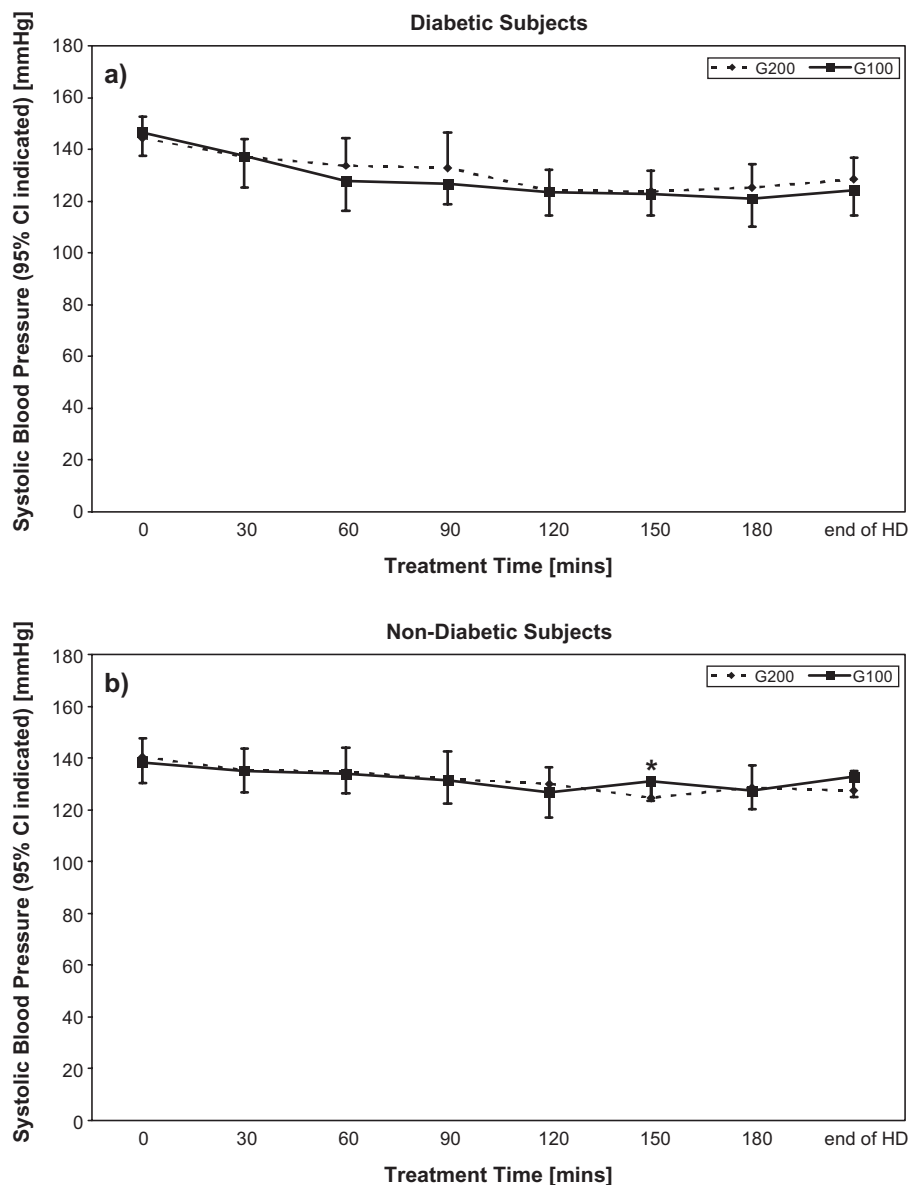 Diabetic Subjects
Systolic Blood Pressure (95% CI indicated) [mmHg]
a)
G200 G100
180
160
140
120
100
80
60
40
20
0
0 30 60 90 120 150 180 end of HD
Treatment Time [mins]
Non-Diabetic Subjects
Systolic Blood Pressure (95% CI indicated) [mmHg]
b)
G200 G100
180
160
140
120
100
80
60
40
20
0
*
0 30 60 90 120 150 180 end of HD
Treatment Time [mins]